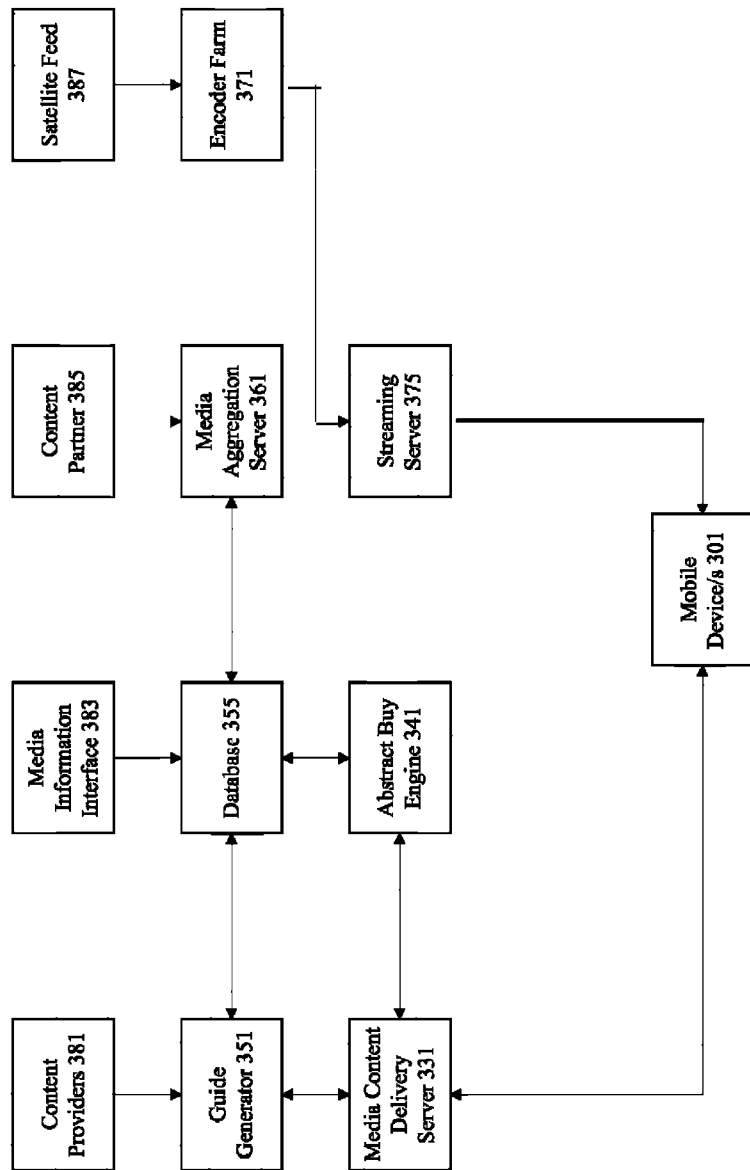 Content
Providers 381
Media
Information
Interface 383
Content
Partner 385
Satellite Feed
387
Guide
Generator 351
Database 355
Media
Aggregation
Server 361
Encoder Farm
371
Media Content
Delivery
Server 331
Abstract Buy
Engine 341
Streaming
Server 375
Mobile
Device/s 301